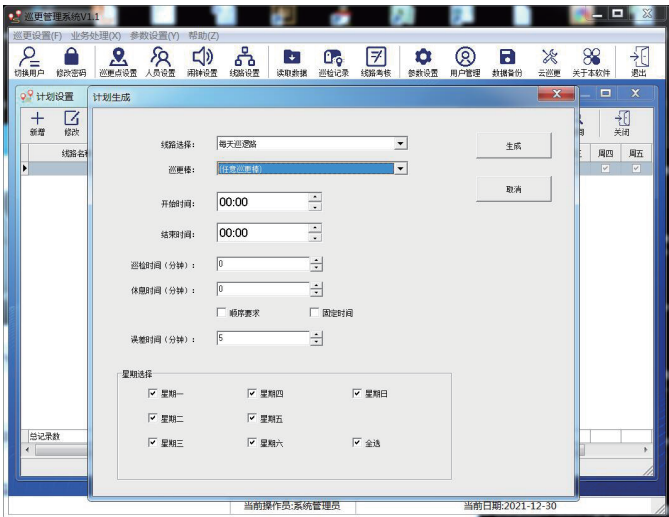 巡更管理系统V1.1
巡更设置(F) 业务处理(X) 参数设置(Y) 帮助(Z)
切换用户 修改密码 巡更点设置 人员设置 闹钟设置 线路设置 读取数据 巡检记录 线路考核 参数设置 用户管理 数据备份 云巡更 关于本软件 退出
计划设置
计划生成
新增 修改 关闭
线路名称 周四 周五
线路选择: 每天巡逻路 生成
巡更棒: (任意巡更棒)
取消
开始时间: 00:00
结束时间: 00:00
巡检时间(分钟): 0
休息时间(分钟): 0
顺序要求 固定时间
误差时间(分钟): 5
星期选择
星期一 星期四 星期日
星期二 星期五
星期三 星期六 全选
总记录数
当前操作员:系统管理员 当前日期:2021-12-30